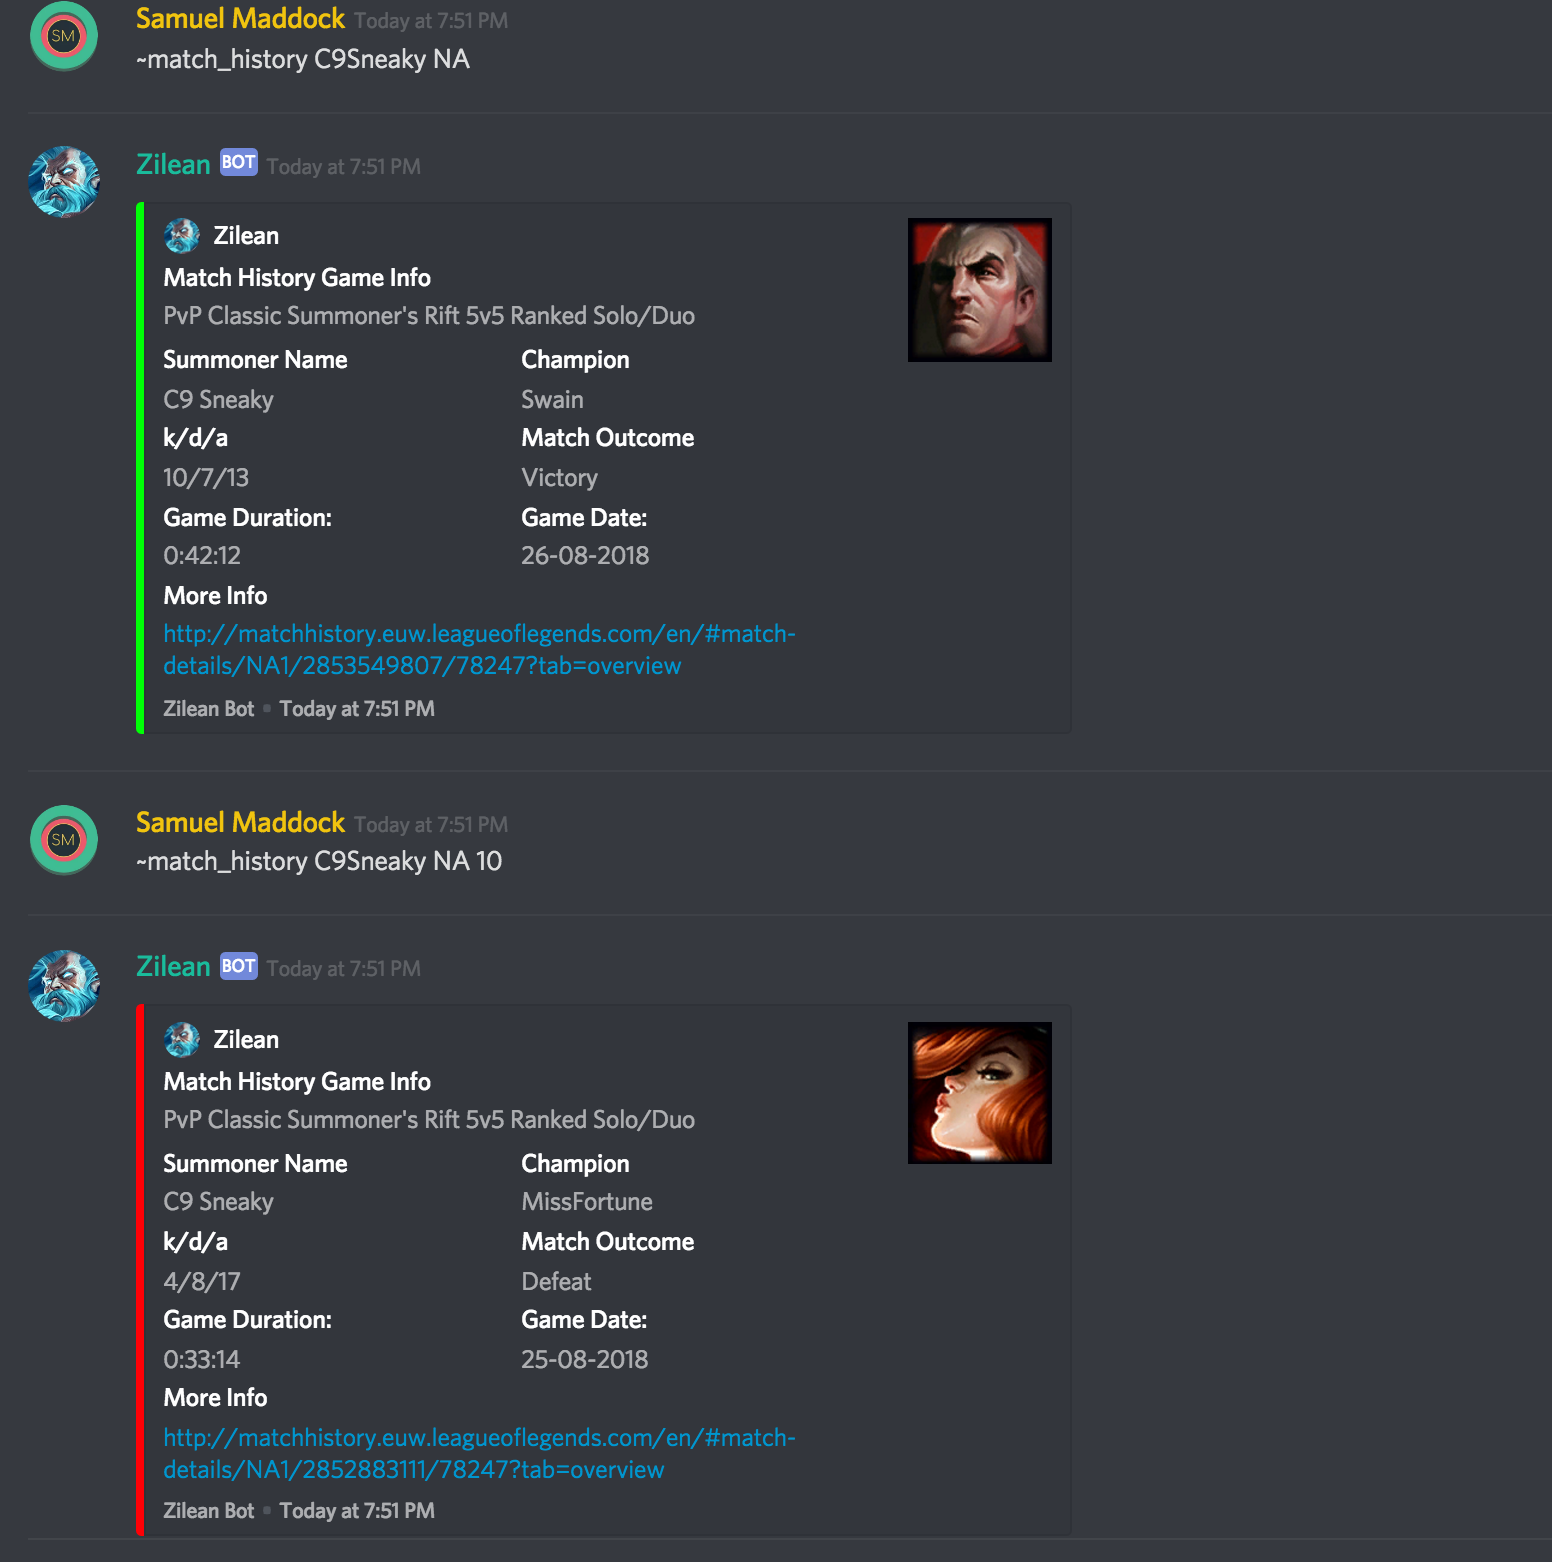 SM
Samuel Maddock Today at 7:51 PM
~match_history C9Sneaky NA
Zilean BOT Today at 7:51 PM
Zilean
Match History Game Info
PvP Classic Summoner's Rift 5v5 Ranked Solo/Duo
Summoner Name Champion
C9 Sneaky Swain
k/d/a Match Outcome
10/7/13 Victory
Game Duration: Game Date:
0:42:12 26-08-2018
More Info
http://matchhistory.euw.leagueoflegends.com/en/#match-
details/NA1/2853549807/78247?tab=overview
Zilean Bot • Today at 7:51 PM
SM
Samuel Maddock Today at 7:51 PM
~match_history C9Sneaky NA 10
Zilean BOT Today at 7:51 PM
Zilean
Match History Game Info
PvP Classic Summoner's Rift 5v5 Ranked Solo/Duo
Summoner Name Champion
C9 Sneaky MissFortune
k/d/a Match Outcome
4/8/17 Defeat
Game Duration: Game Date:
0:33:14 25-08-2018
More Info
http://matchhistory.euw.leagueoflegends.com/en/#match-
details/NA1/2852883111/78247?tab=overview
Zilean Bot • Today at 7:51 PM